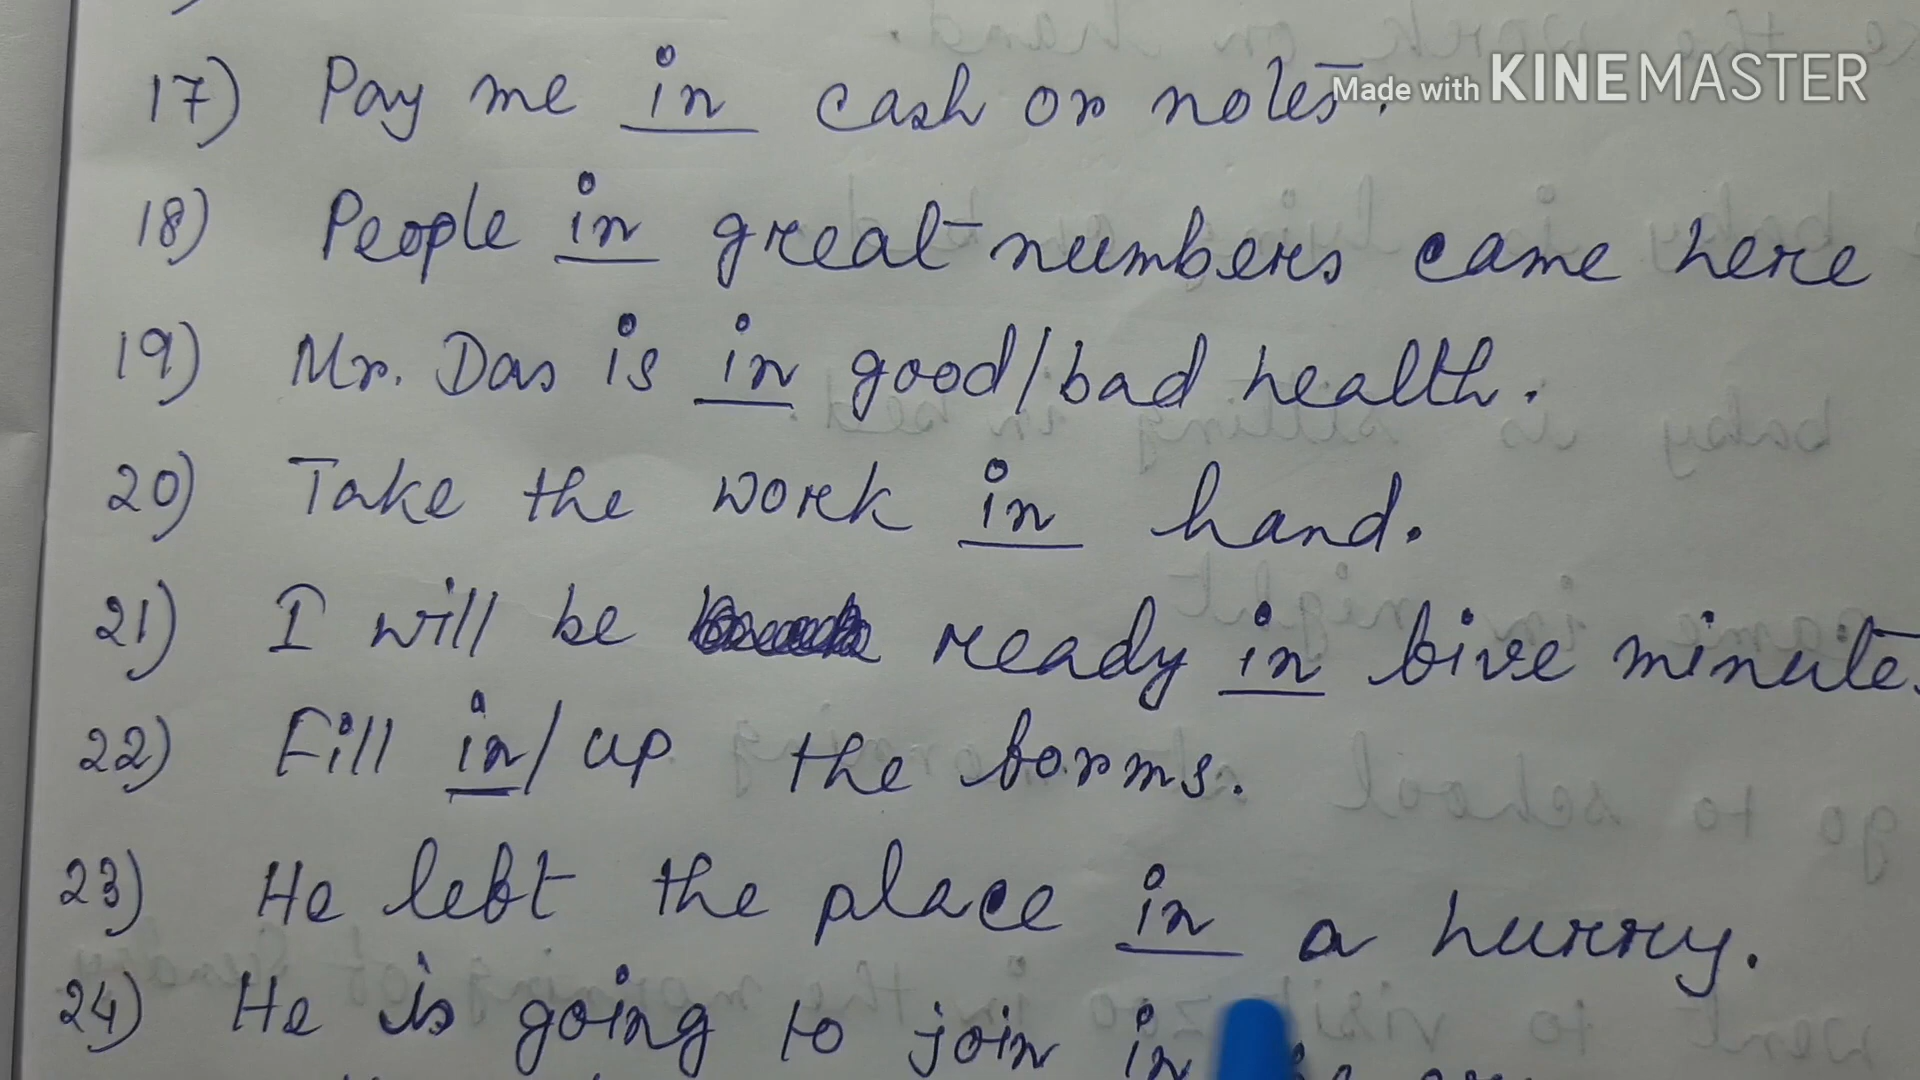 17) Pay me in cash or notes.
Made with KINEMASTER
18) People in great numbers came here
19) Mr. Das is in good/bad health.
20) Take the work in hand.
21) I will be ready in five minute
22) Fill in/up the forms.
23) He left the place in a hurry.
24) He is going to join in